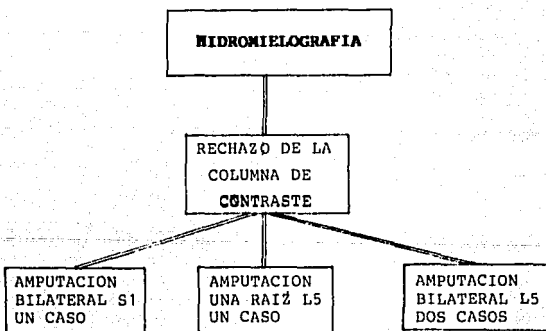 HIDROMIELOGRAFIA
RECHAZO DE LA
COLUMNA DE
CONTRASTE
AMPUTACION
BILATERAL S1
UN CASO
AMPUTACION
UNA RAIZ L5
UN CASO
AMPUTACION
BILATERAL L5
DOS CASOS